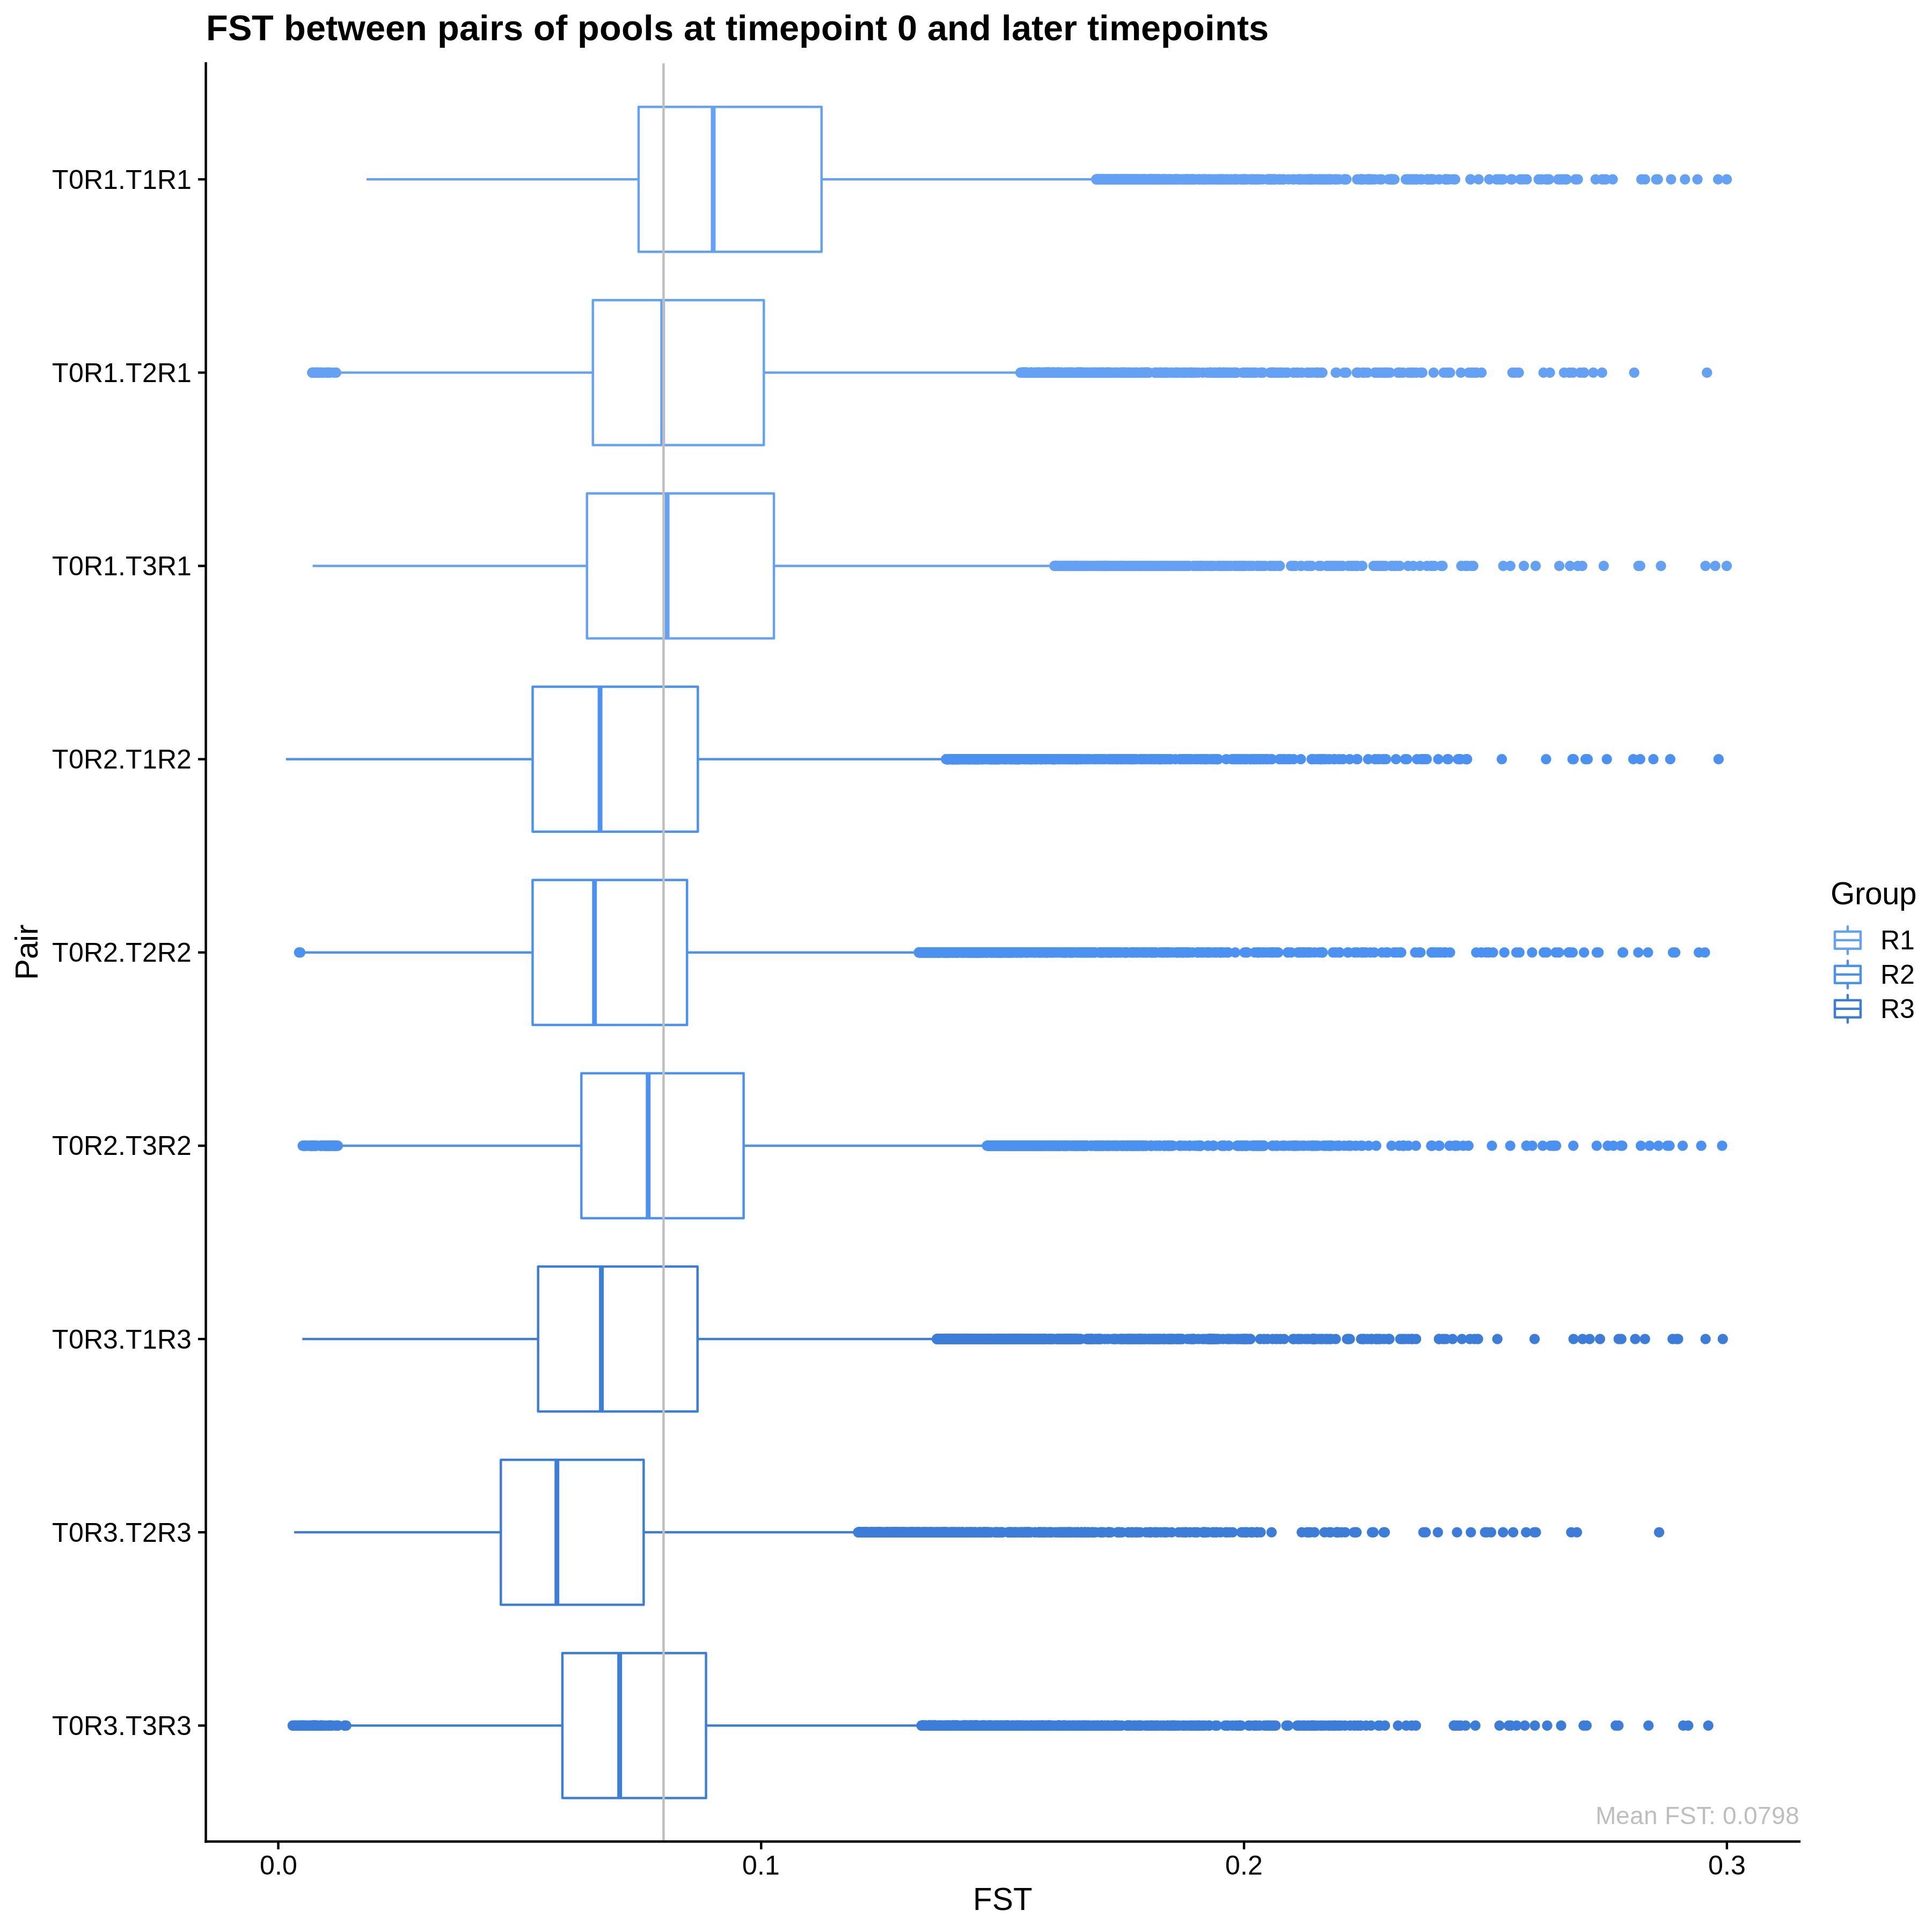 FST between pairs of pools at timepoint 0 and later timepoints
Pair
T0R1.T1R1
T0R1.T2R1
T0R1.T3R1
T0R2.T1R2
T0R2.T2R2
T0R2.T3R2
T0R3.T1R3
T0R3.T2R3
T0R3.T3R3
Mean FST: 0.0798
0.0 0.1 0.2 0.3
FST
Group
R1
R2
R3